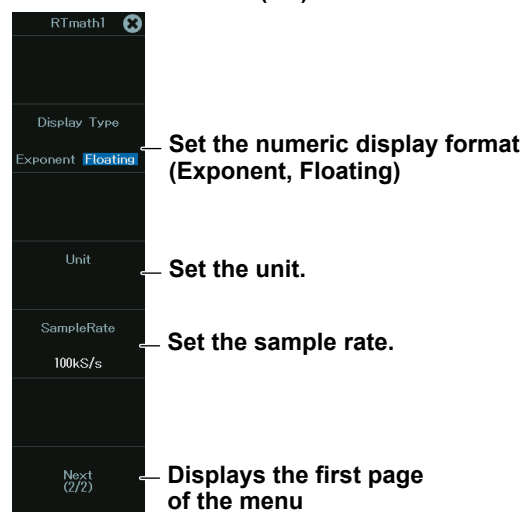 RTmath1
Display Type
Exponent Floating
Set the numeric display format
(Exponent, Floating)
Unit
Set the unit.
SampleRate
100kS/s
Set the sample rate.
Next
(2/2)
Displays the first page
of the menu